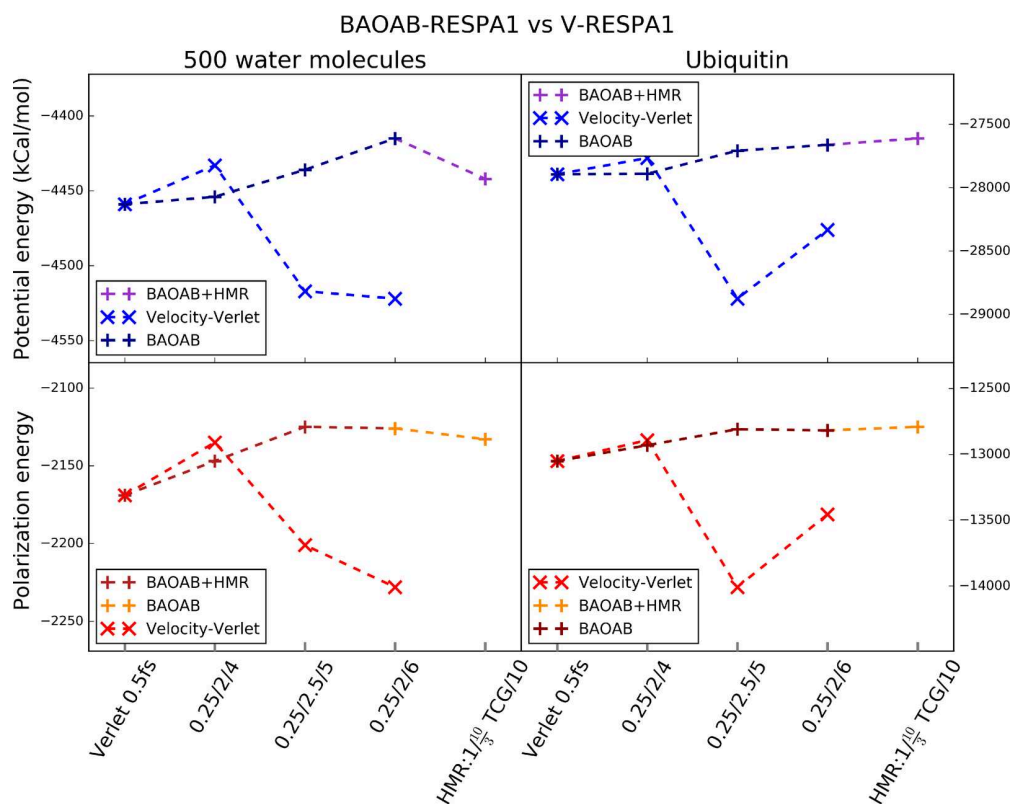 BAOAB-RESPA1 vs V-RESPA1
500 water molecules
Ubiquitin
Potential energy (kCal/mol)
−4400
−4450
−4500
−4550
BAOAB+HMR
Velocity-Verlet
BAOAB
BAOAB+HMR
Velocity-Verlet
BAOAB
−27500
−28000
−28500
−29000
Polarization energy
−2100
−2150
−2200
−2250
BAOAB+HMR
BAOAB
Velocity-Verlet
Velocity-Verlet
BAOAB+HMR
BAOAB
−12500
−13000
−13500
−14000
Verlet 0.5fs
0.25/2/4
0.25/2.5/5
0.25/2/6
HMR:1/10/3 TCG/10
Verlet 0.5fs
0.25/2/4
0.25/2.5/5
0.25/2/6
HMR:1/10/3 TCG/10